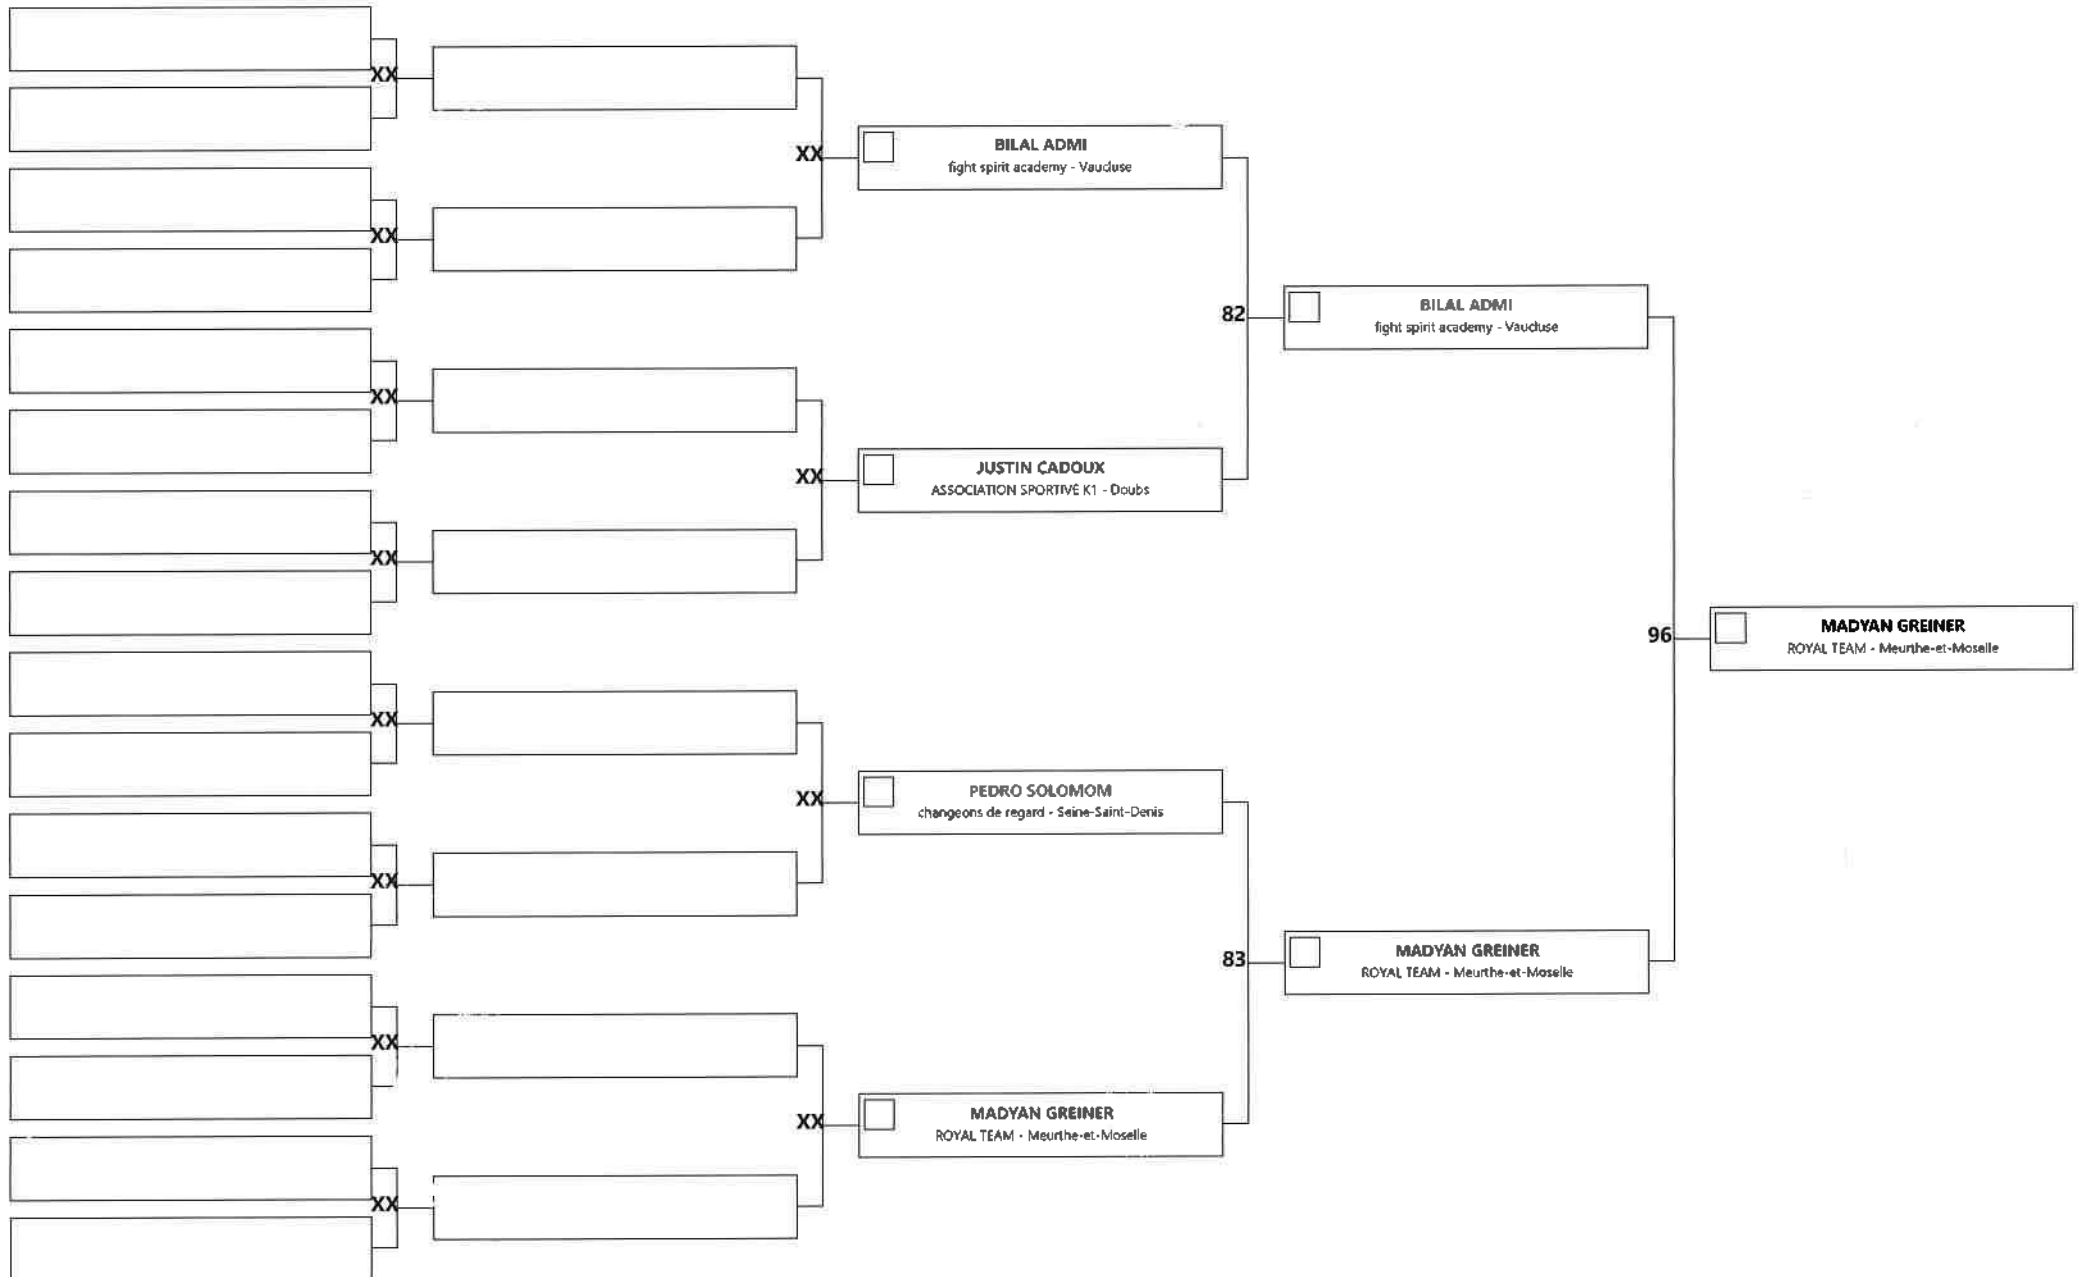 XX
XX
BILAL ADMI
fight spirit academy - Vaucluse
XX
82
BILAL ADMI
fight spirit academy - Vaucluse
XX
XX
JUSTIN CADOUX
ASSOCIATION SPORTIVE K1 - Doubs
XX
96
MADYAN GREINER
ROYAL TEAM - Meurthe-et-Moselle
XX
XX
PEDRO SOLOMOM
changeons de regard - Seine-Saint-Denis
XX
83
MADYAN GREINER
ROYAL TEAM - Meurthe-et-Moselle
XX
XX
MADYAN GREINER
ROYAL TEAM - Meurthe-et-Moselle
XX